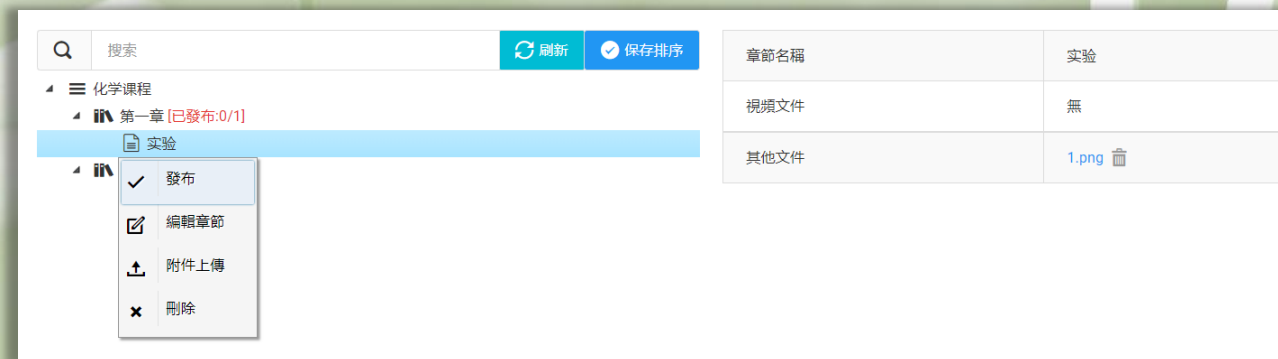 搜索
刷新
保存排序
化学课程
第一章 [已發布:0/1]
实验
發布
編輯章節
附件上傳
刪除
章節名稱
实验
視頻文件
無
其他文件
1.png